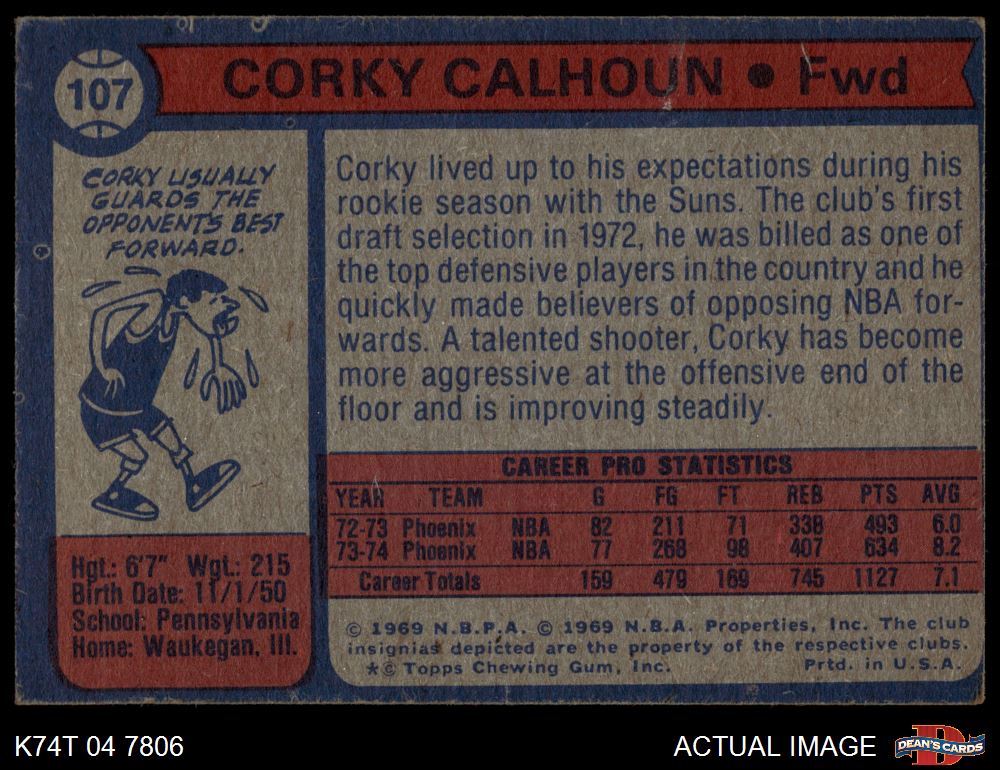 107
CORKY CALHOUN • Fwd
CORKY USUALLY
GUARDS THE
OPPONENT'S BEST
FORWARD.
Hgt.: 6'7" Wgt.: 215
Birth Date: 11/1/50
School: Pennsylvania
Home: Waukegan, Ill.
Corky lived up to his expectations during his
rookie season with the Suns. The club's first
draft selection in 1972, he was billed as one of
the top defensive players in the country and he
quickly made believers of opposing NBA for-
wards. A talented shooter, Corky has become
more aggressive at the offensive end of the
floor and is improving steadily.
CAREER PRO STATISTICS
YEAR TEAM G FG FT REB PTS AVG
72-73 Phoenix NBA 82 211 71 338 493 6.0
73-74 Phoenix NBA 77 268 98 407 634 8.2
Career Totals 159 479 169 745 1127 7.1
© 1969 N.B.P.A. © 1969 N.B.A. Properties, Inc. The club
insignias depicted are the property of the respective clubs.
*© Topps Chewing Gum, Inc. Prtd. in U.S.A.
K74T 04 7806
ACTUAL IMAGE
D
DEAN'S CARDS